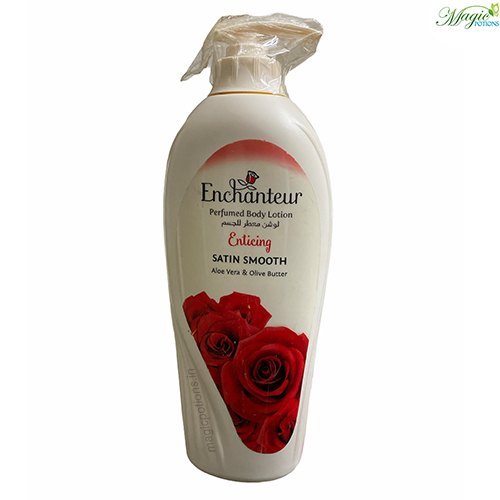 Magic
POTIONS
Enchanteur
Perfumed Body Lotion
لوشن معطر للجسم
Enticing
SATIN SMOOTH
Aloe Vera & Olive Butter
magicpotions.in